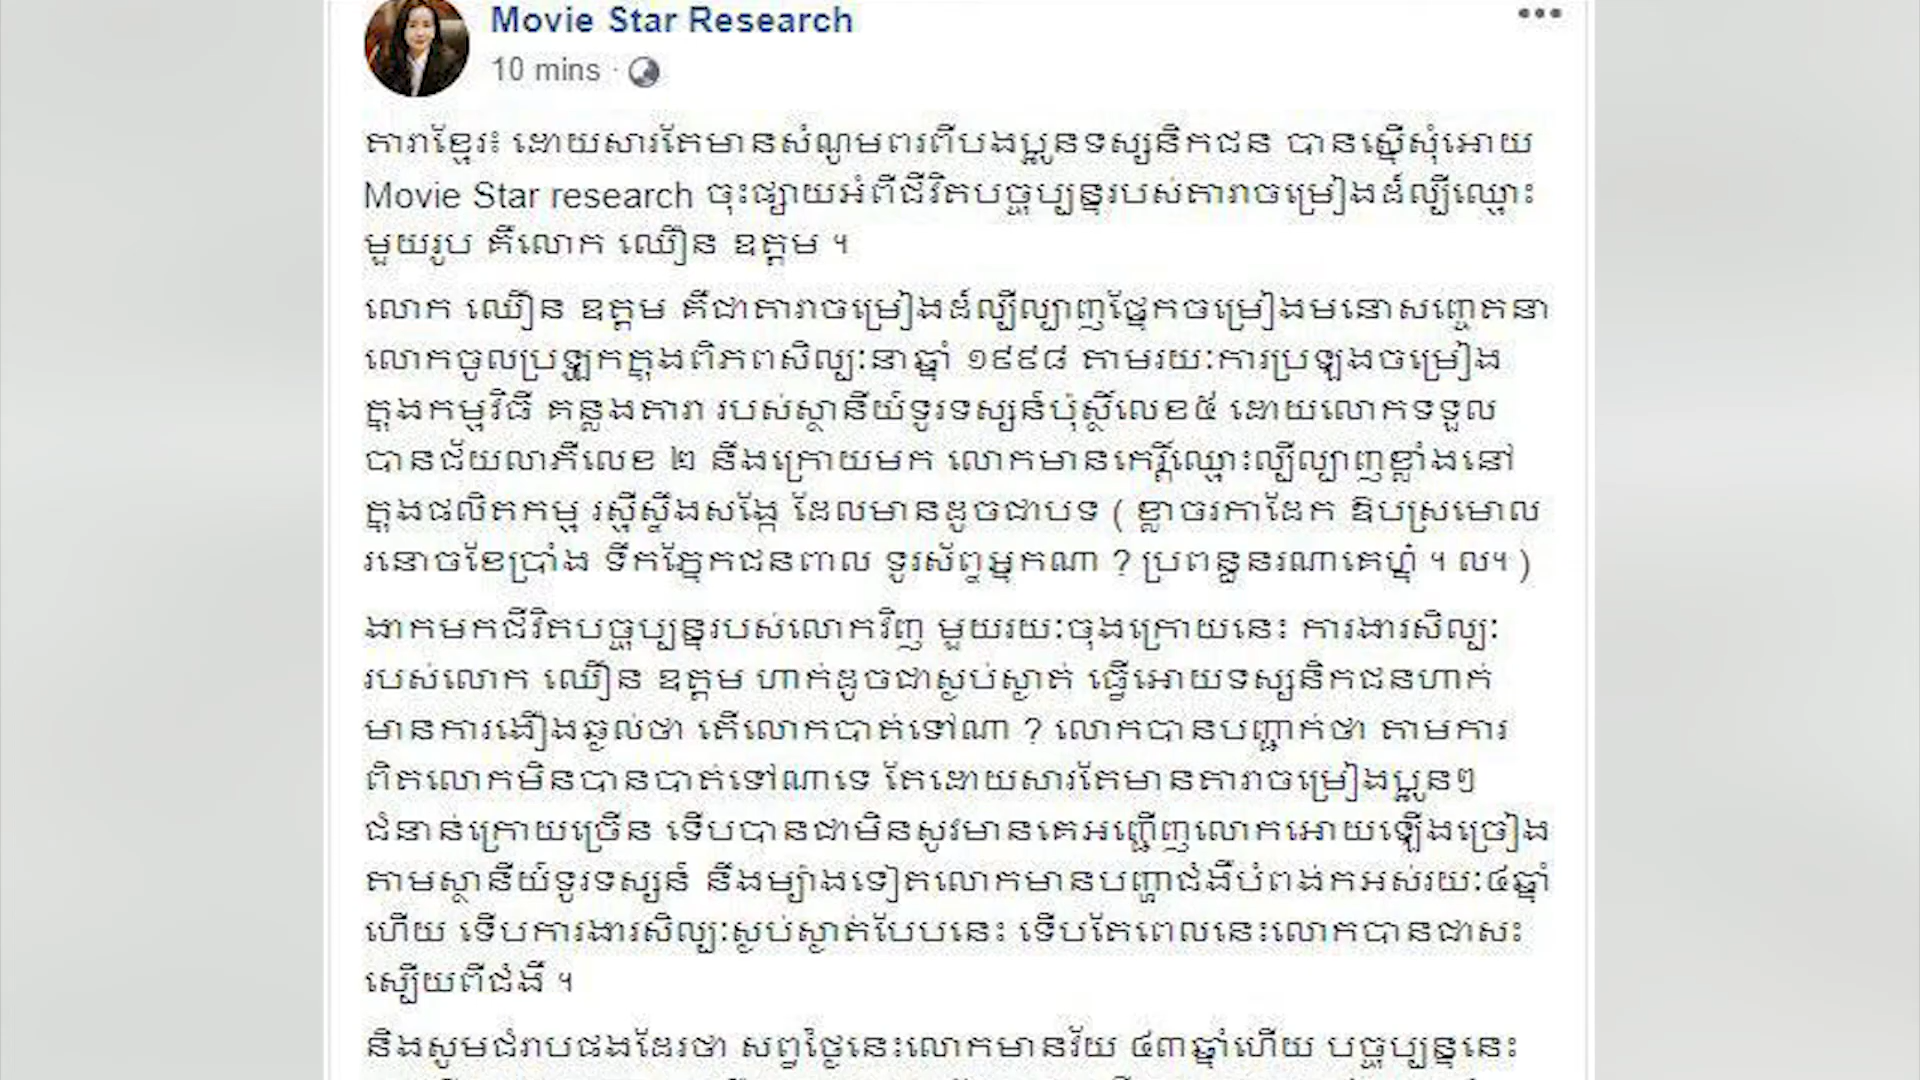 Movie Star Research
10 mins ·
តារាខ្មែរ៖ ដោយសារតែមានសំណូមពរពីបងប្អូនទស្សនិកជន បានស្នើសុំអោយ
Movie Star research ចុះផ្សាយអំពីជីវិតបច្ចុប្បន្នរបស់តារាចម្រៀងដ៏ល្បីឈ្មោះ
មួយរូប គឺលោក ឈឿន ឧត្តម ។
លោក ឈឿន ឧត្តម គឺជាតារាចម្រៀងដ៏ល្បីល្បាញផ្នែកចម្រៀងមនោសញ្ចេតនា
លោកចូលប្រឡូកក្នុងពិភពសិល្បៈនាឆ្នាំ ១៩៩៨ តាមរយៈការប្រឡងចម្រៀង
ក្នុងកម្មវិធី គន្លងតារា របស់ស្ថានីយ៍ទូរទស្សន៍ប៉ុស្តិ៍លេខ៥ ដោយលោកទទួល
បានជ័យលាភីលេខ ២ នឹងក្រោយមក លោកមានកេរ្តិ៍ឈ្មោះល្បីល្បាញខ្លាំងនៅ
ក្នុងផលិតកម្ម រស្មីស្ទឹងសង្កែ ដែលមានដូចជាបទ ( ខ្លាចរកាដែក ឱបស្រមោល
រនោចខែប្រាំង ទឹកភ្នែកជនពាល ទូរស័ព្ទអ្នកណា ? ប្រពន្ធនរណាគេហ្នុំ ។ ល។ )
ងាកមកជីវិតបច្ចុប្បន្នរបស់លោកវិញ មួយរយៈចុងក្រោយនេះ ការងារសិល្បៈ
របស់លោក ឈឿន ឧត្តម ហាក់ដូចជាស្ងប់ស្ងាត់ ធ្វើអោយទស្សនិកជនហាក់
មានការងឿងឆ្ងល់ថា តើលោកបាត់ទៅណា ? លោកបានបញ្ជាក់ថា តាមការ
ពិតលោកមិនបានបាត់ទៅណាទេ តែដោយសារតែមានតារាចម្រៀងប្អូនៗ
ជំនាន់ក្រោយច្រើន ទើបបានជាមិនសូវមានគេអញ្ជើញលោកអោយឡើងច្រៀង
តាមស្ថានីយ៍ទូរទស្សន៍ នឹងម្យ៉ាងទៀតលោកមានបញ្ហាជំងឺបំពង់កអស់រយៈ៤ឆ្នាំ
ហើយ ទើបការងារសិល្បៈស្ងប់ស្ងាត់បែបនេះ ទើបតែពេលនេះលោកបានជាសះ
ស្បើយពីជំងឺ ។
និងសូមជំរាបផងដែរថា សព្វថ្ងៃនេះលោកមានវ័យ ៤៣ឆ្នាំហើយ បច្ចុប្បន្ននេះ